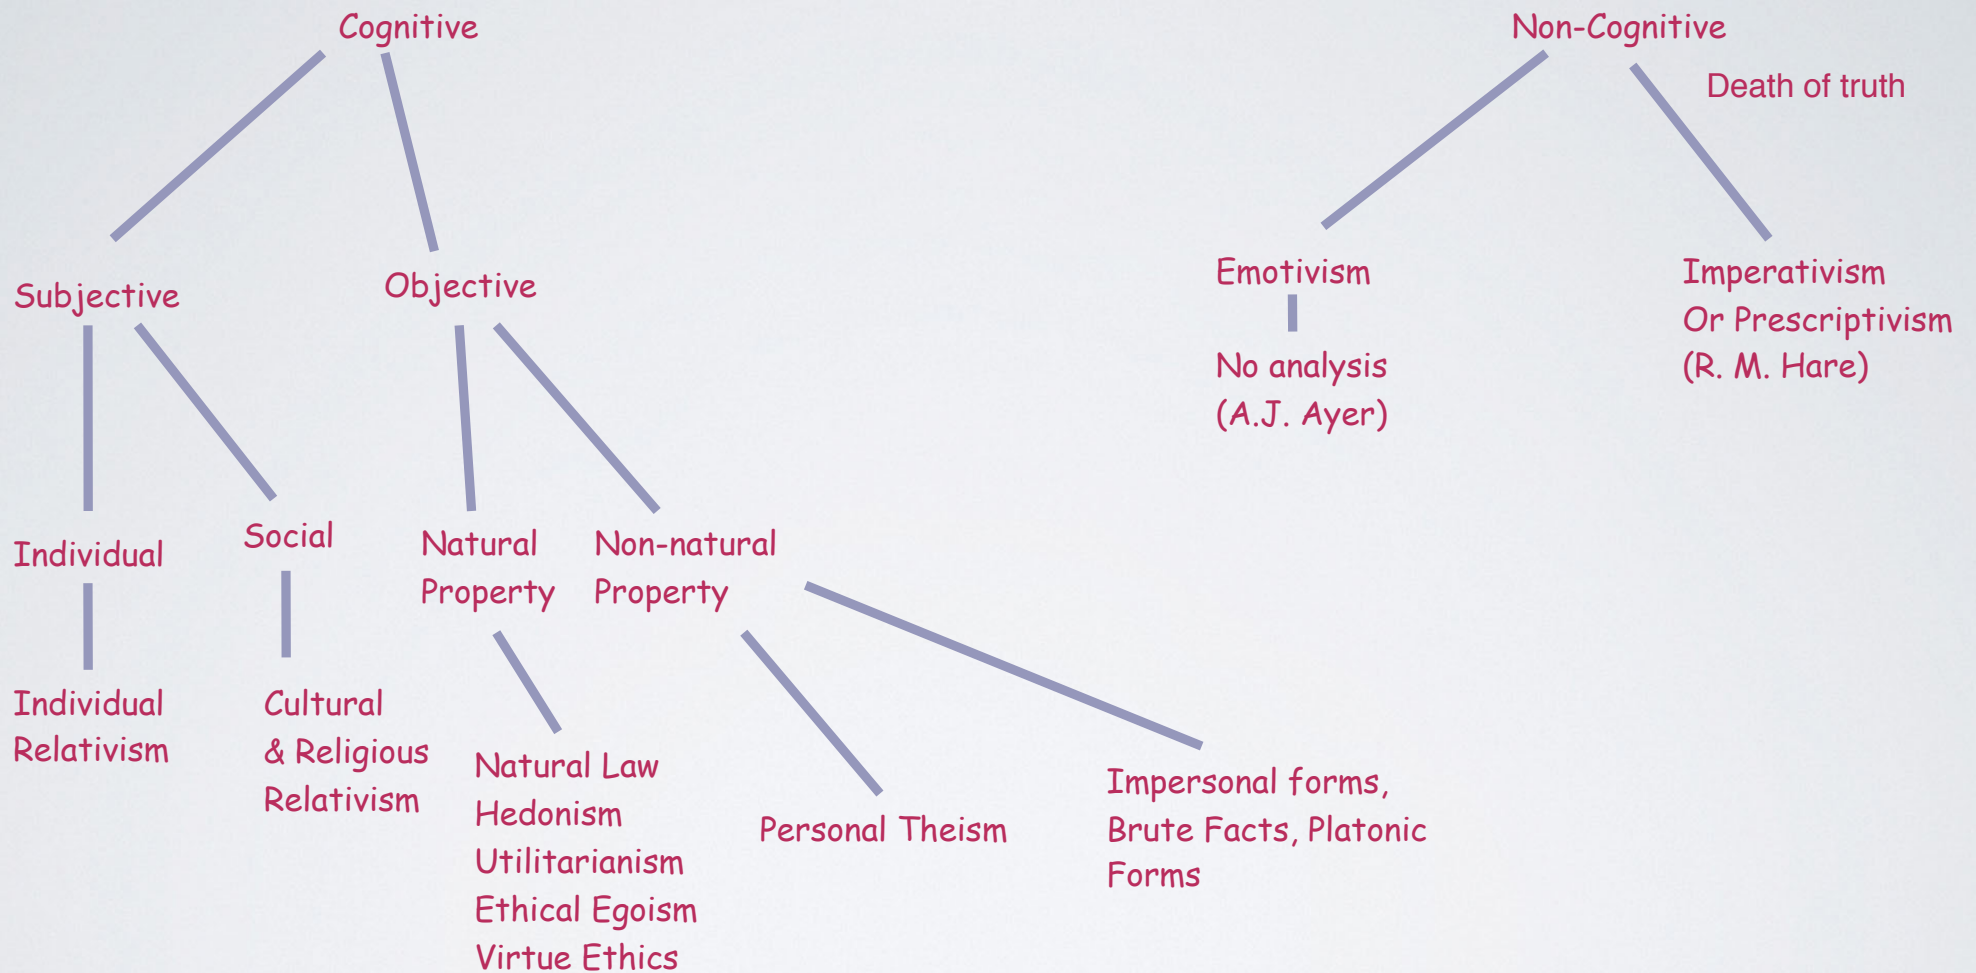 Cognitive
Non-Cognitive
Death of truth
Subjective
Objective
Emotivism
No analysis
(A.J. Ayer)
Imperativism
Or Prescriptivism
(R. M. Hare)
Individual
Social
Natural
Property
Non-natural
Property
Individual
Relativism
Cultural
& Religious
Relativism
Natural Law
Hedonism
Utilitarianism
Ethical Egoism
Virtue Ethics
Personal Theism
Impersonal forms,
Brute Facts, Platonic
Forms